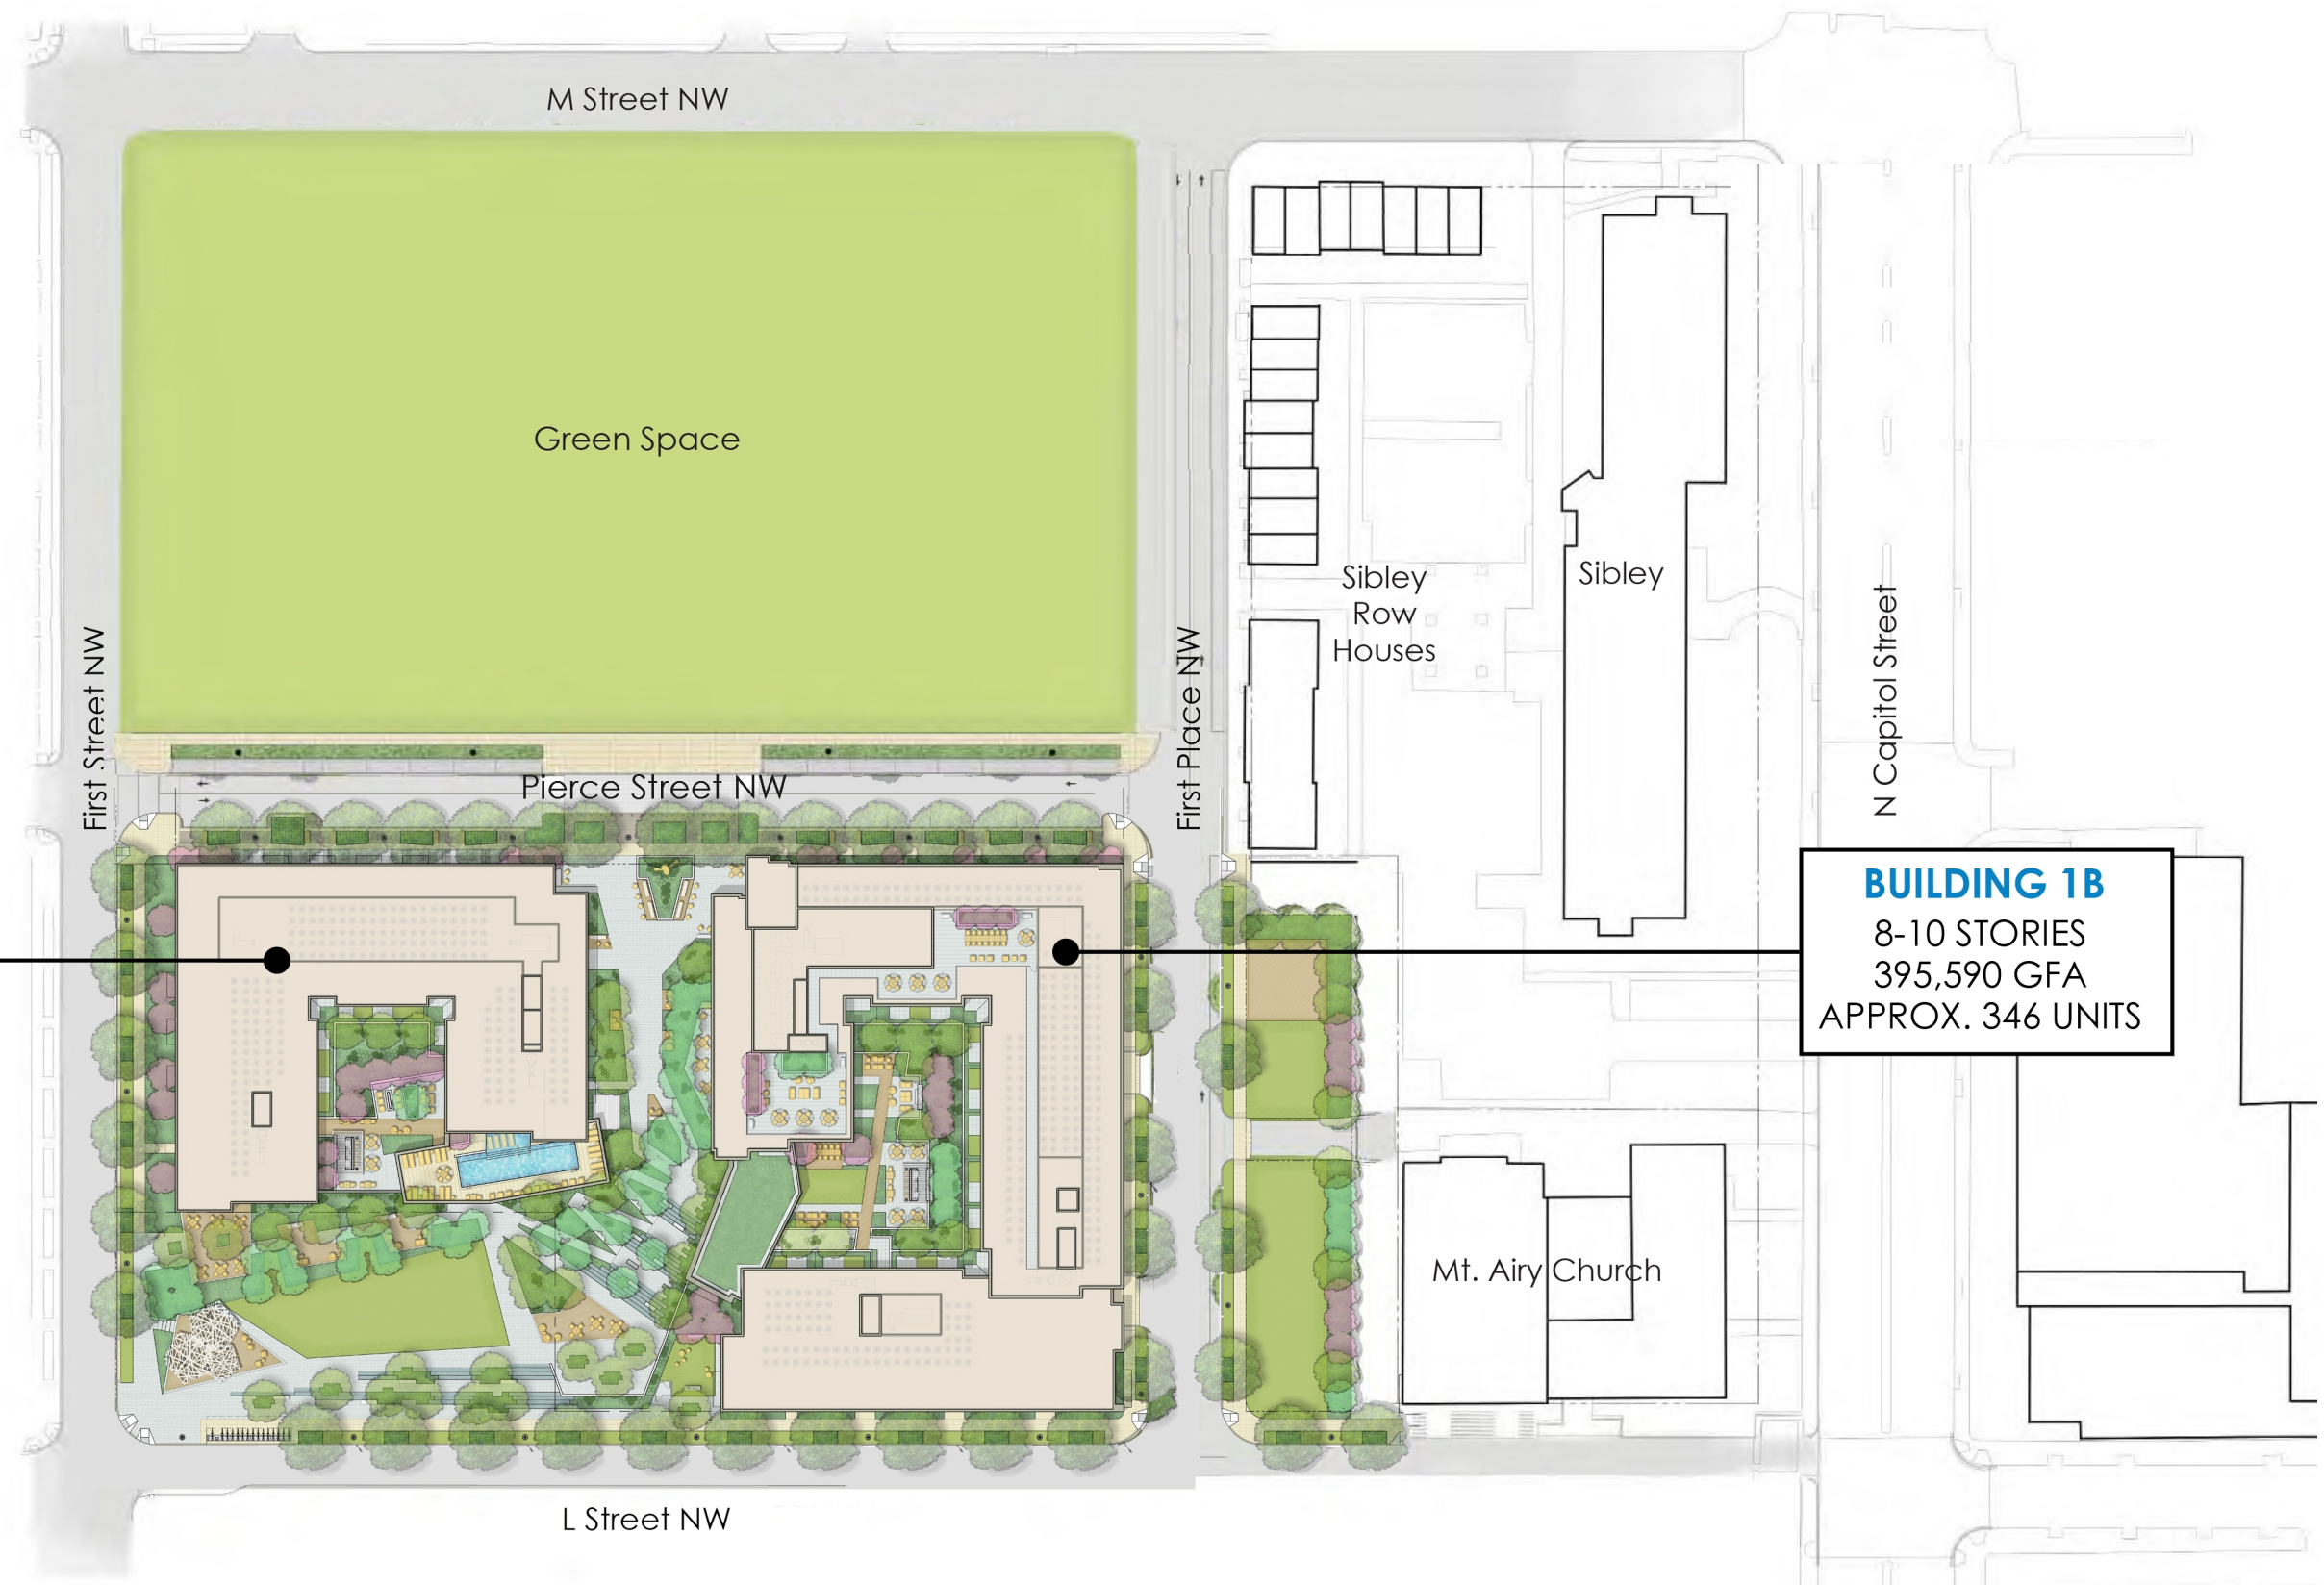 M Street NW
Green Space
First Street NW
Pierce Street NW
First Place NW
Sibley
Row
Houses
Sibley
N Capitol Street
BUILDING 1B
8-10 STORIES
395,590 GFA
APPROX. 346 UNITS
Mt. Airy Church
L Street NW